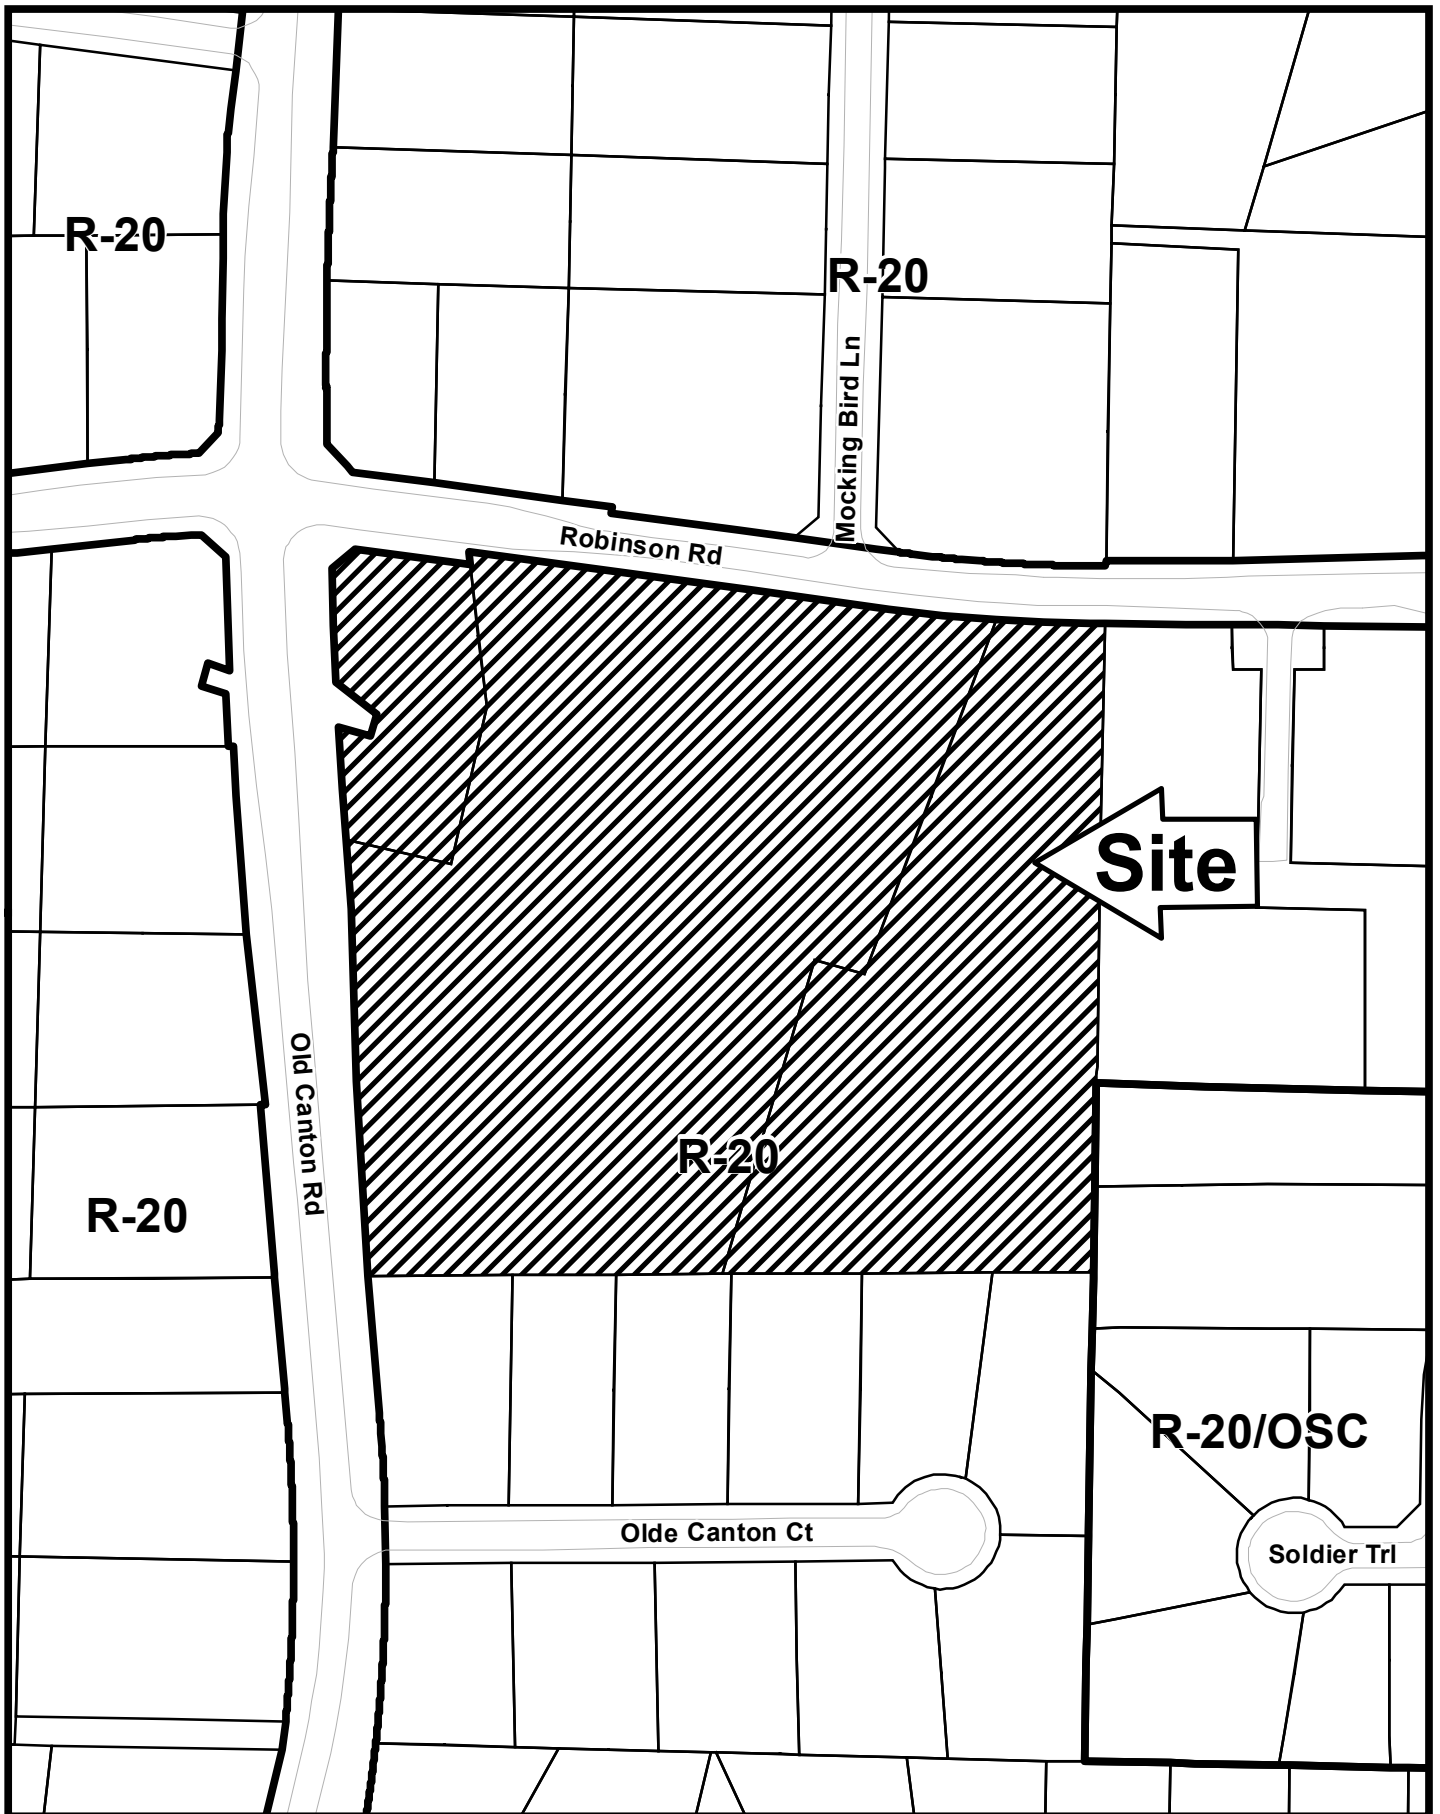 R-20
R-20
Mocking Bird Ln
Robinson Rd
Site
Old Canton Rd
R-20
R-20
R-20/OSC
Olde Canton Ct
Soldier Trl